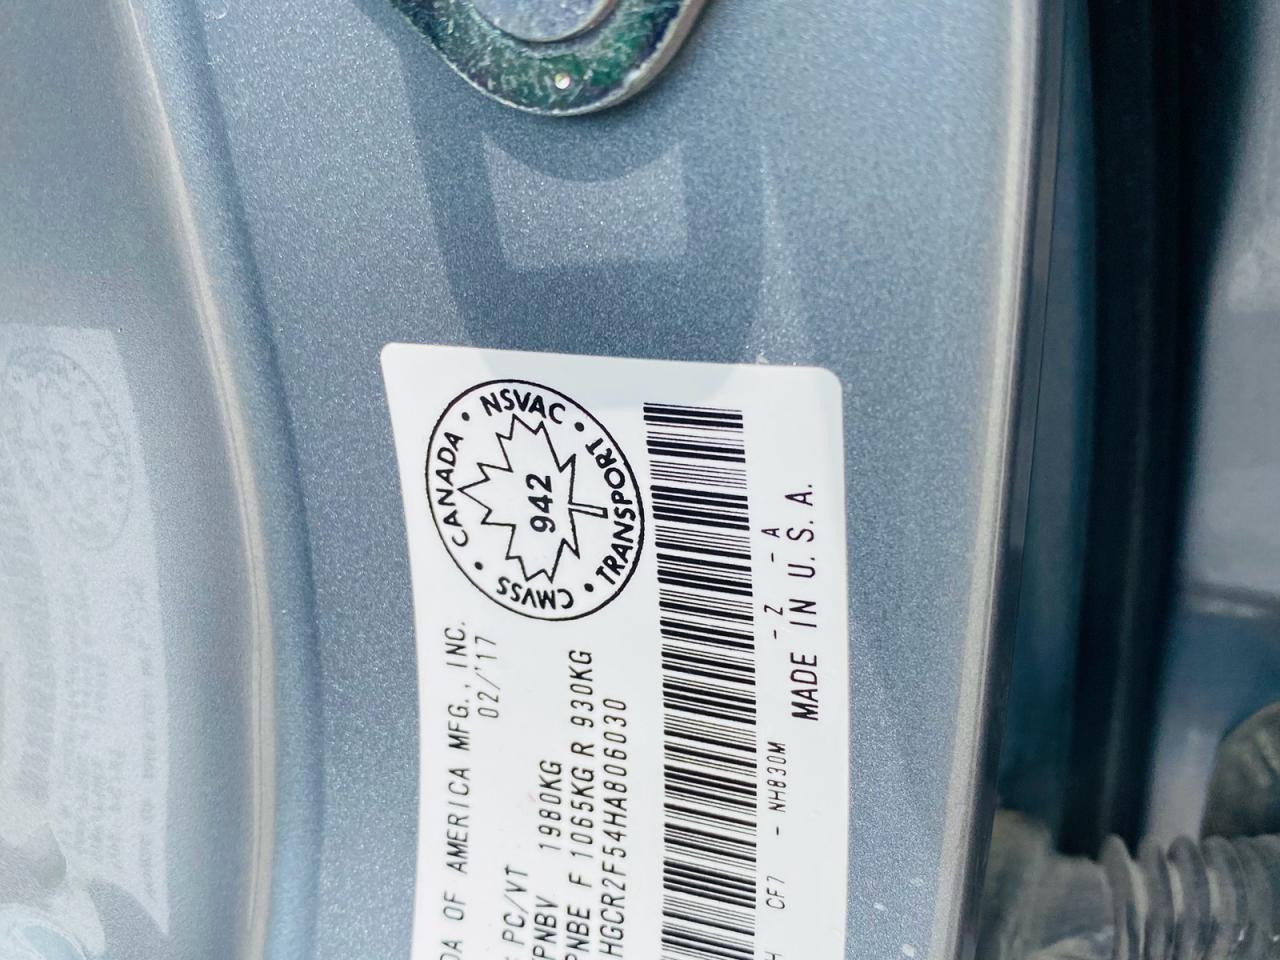 CANADA • NSVAC • TRANSPORT • CMVSS •
942
DA OF AMERICA MFG., INC.
02/'17
PC/VT
PNBV 1980KG
PNBE F 1065KG R 930KG
HGCR2F54HA806030
H CF7 - NH830M - Z - A
MADE IN U.S.A.